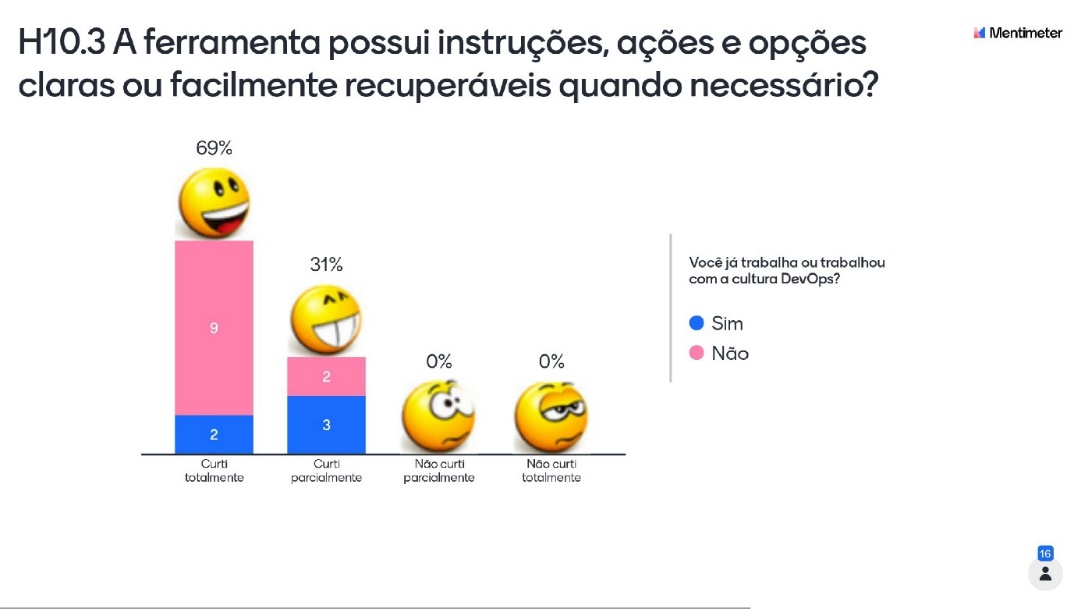 H10.3 A ferramenta possui instruções, ações e opções
claras ou facilmente recuperáveis quando necessário?
Mentimeter
69%
31%
0%
0%
9
2
2
3
Curti
totalmente
Curti
parcialmente
Não curti
parcialmente
Não curti
totalmente
Você já trabalha ou trabalhou
com a cultura DevOps?
Sim
Não
16